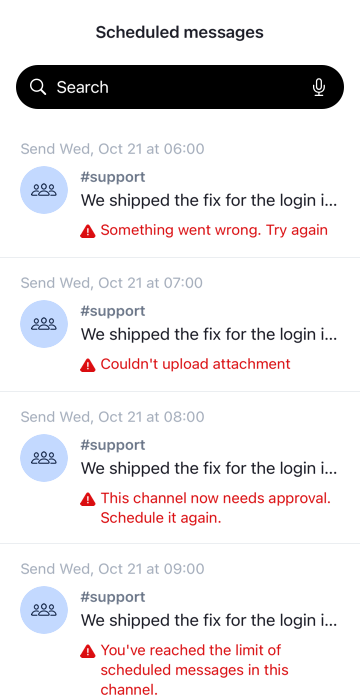 Scheduled messages
Search
Send Wed, Oct 21 at 06:00
#support
We shipped the fix for the login i...
Something went wrong. Try again
Send Wed, Oct 21 at 07:00
#support
We shipped the fix for the login i...
Couldn't upload attachment
Send Wed, Oct 21 at 08:00
#support
We shipped the fix for the login i...
This channel now needs approval.
Schedule it again.
Send Wed, Oct 21 at 09:00
#support
We shipped the fix for the login i...
You've reached the limit of
scheduled messages in this
channel.